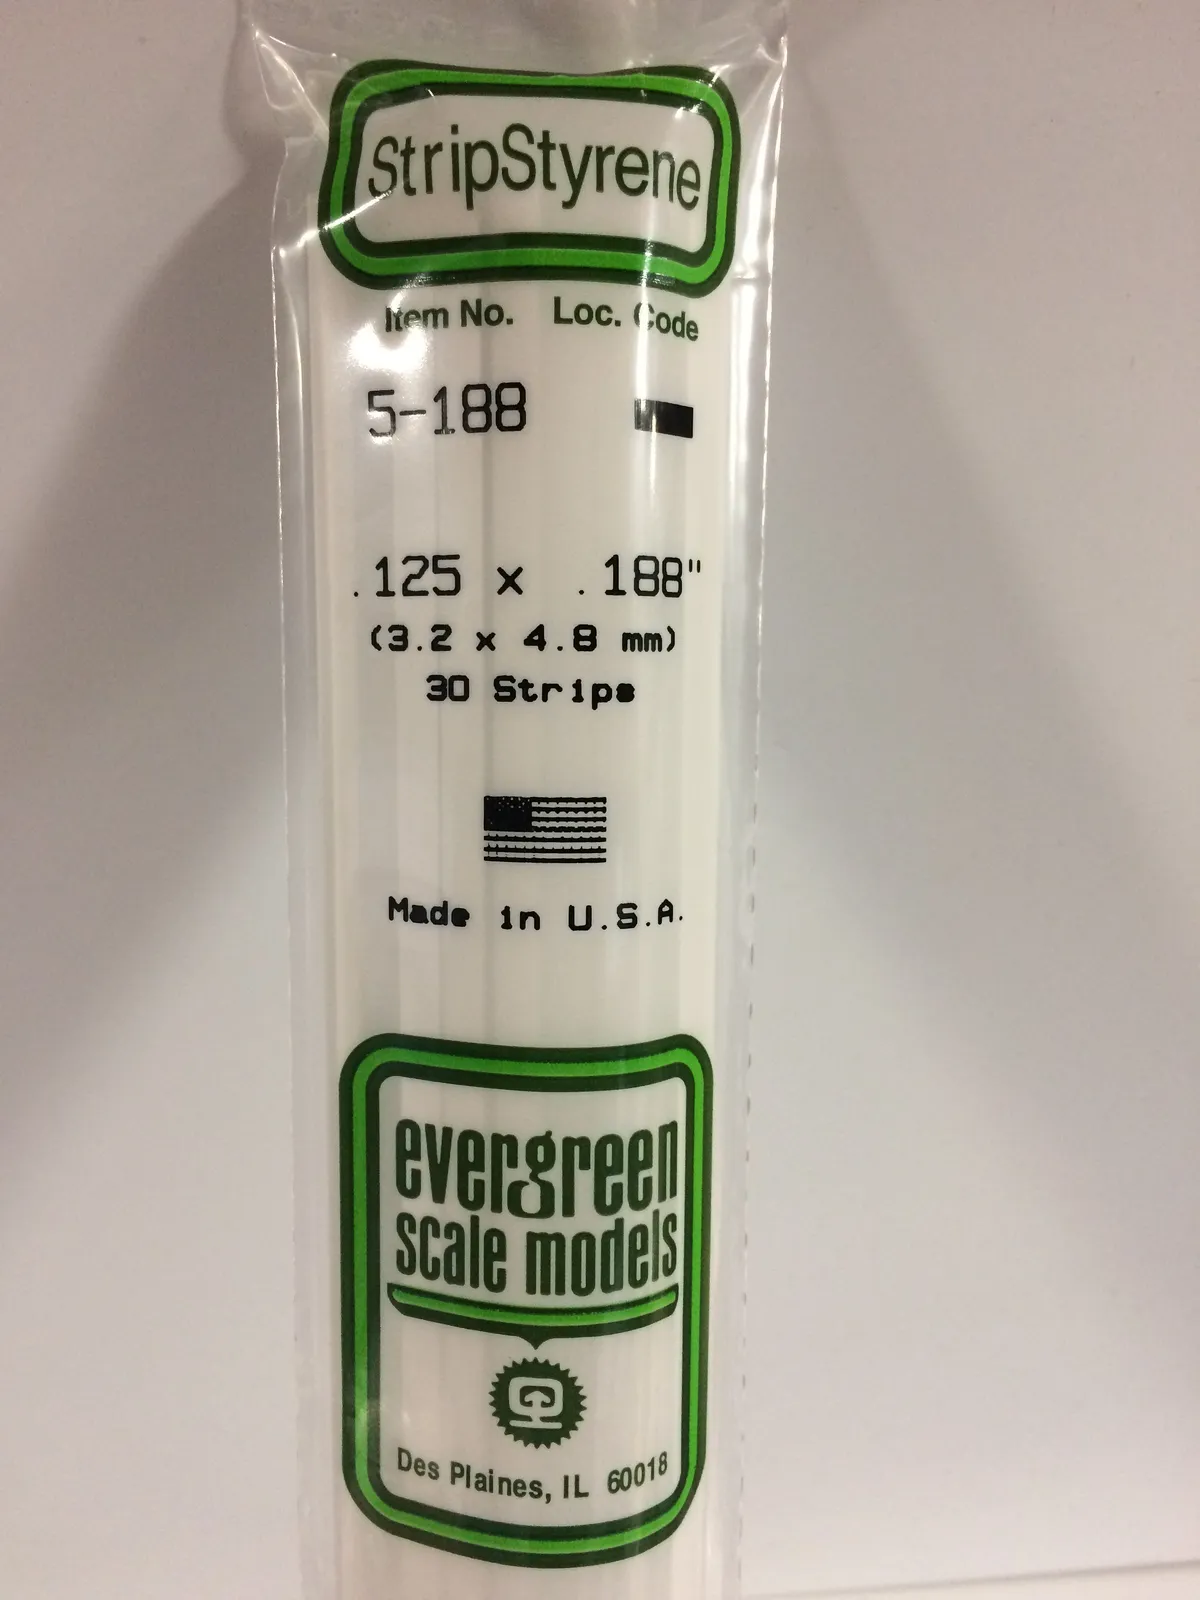 StripStyrene
Item No. Loc. Code
5-188
.125 x .188"
(3.2 x 4.8 mm)
30 Strips
Made in U.S.A.
evergreen
scale models
Des Plaines, IL 60018